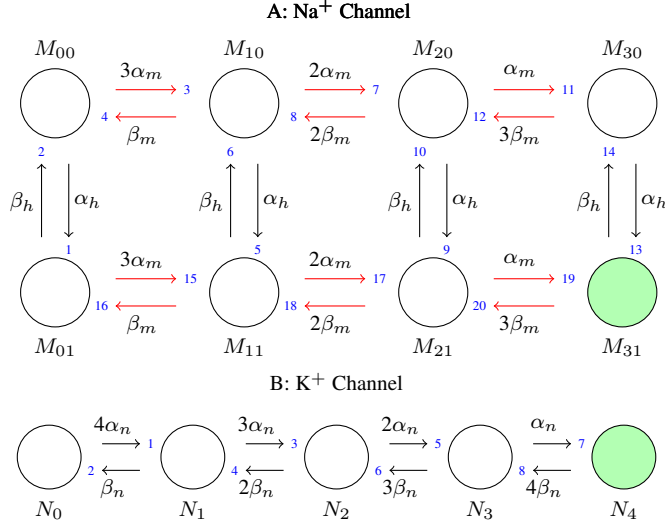 A: Na⁺ Channel
M₀₀ M₁₀ M₂₀ M₃₀
3αₘ 2αₘ αₘ
3 7 11
4 8 12
βₘ 2βₘ 3βₘ
2 6 10 14
βₕ αₕ βₕ αₕ βₕ αₕ βₕ αₕ
1 5 9 13
3αₘ 2αₘ αₘ
15 17 19
16 18 20
βₘ 2βₘ 3βₘ
M₀₁ M₁₁ M₂₁ M₃₁
B: K⁺ Channel
4αₙ 3αₙ 2αₙ αₙ
1 3 5 7
2 4 6 8
βₙ 2βₙ 3βₙ 4βₙ
N₀ N₁ N₂ N₃ N₄